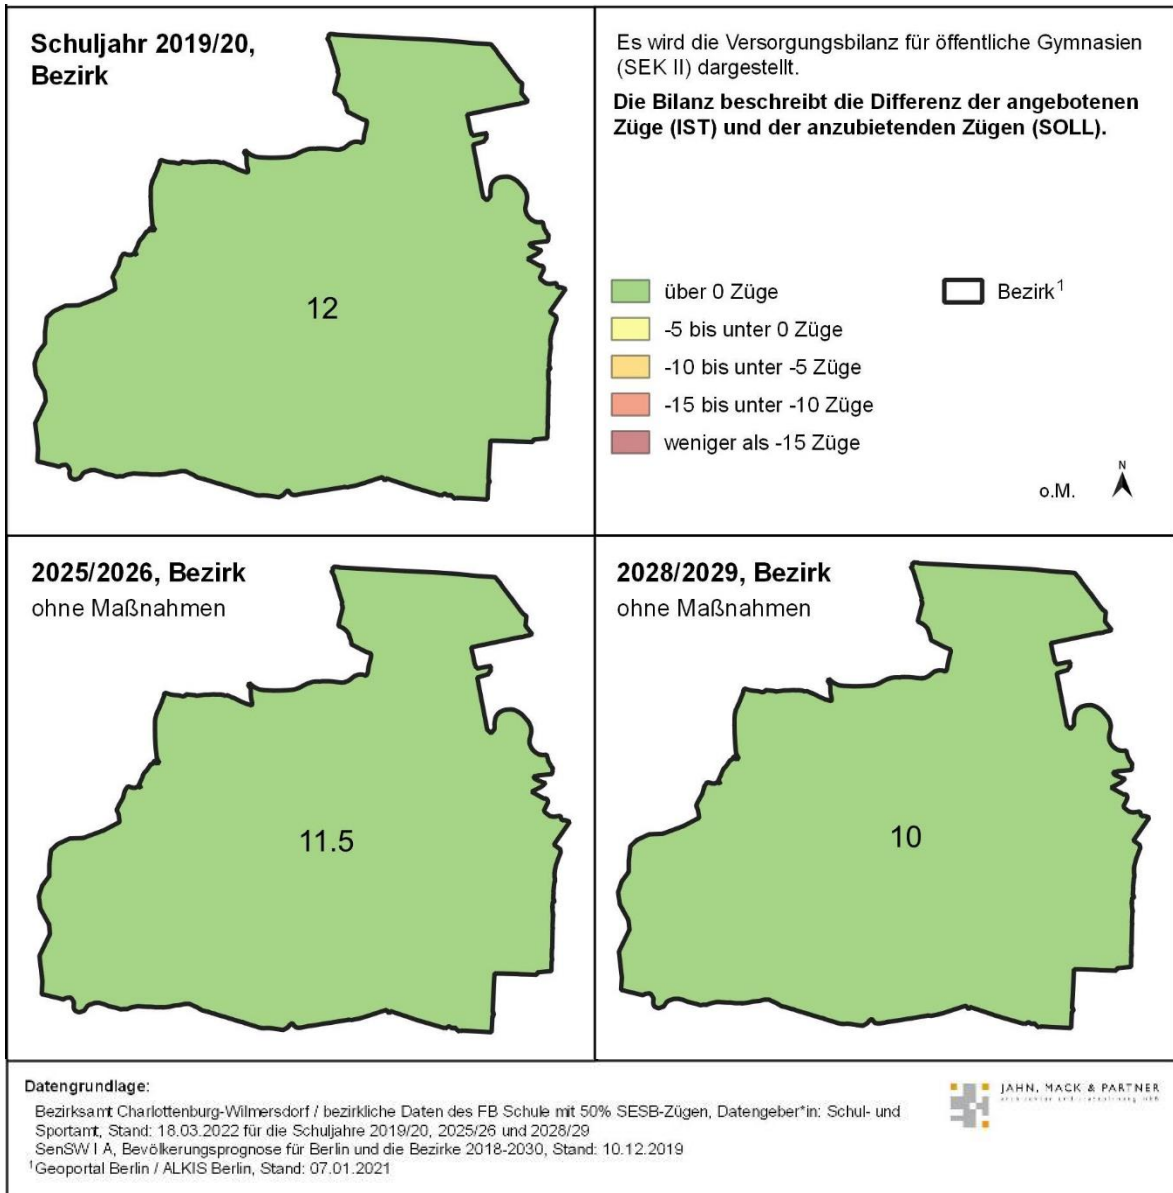 Schuljahr 2019/20,
Bezirk
12
Es wird die Versorgungsbilanz für öffentliche Gymnasien
(SEK II) dargestellt.
Die Bilanz beschreibt die Differenz der angebotenen
Züge (IST) und der anzubietenden Zügen (SOLL).
über 0 Züge
-5 bis unter 0 Züge
-10 bis unter -5 Züge
-15 bis unter -10 Züge
weniger als -15 Züge
Bezirk¹
o.M.
N
2025/2026, Bezirk
ohne Maßnahmen
11.5
2028/2029, Bezirk
ohne Maßnahmen
10
Datengrundlage:
Bezirksamt Charlottenburg-Wilmersdorf / bezirkliche Daten des FB Schule mit 50% SESB-Zügen, Datengeber*in: Schul- und
Sportamt, Stand: 18.03.2022 für die Schuljahre 2019/20, 2025/26 und 2028/29
SenSW I A, Bevölkerungsprognose für Berlin und die Bezirke 2018-2030, Stand: 10.12.2019
¹Geoportal Berlin / ALKIS Berlin, Stand: 07.01.2021
JAHN, MACK & PARTNER